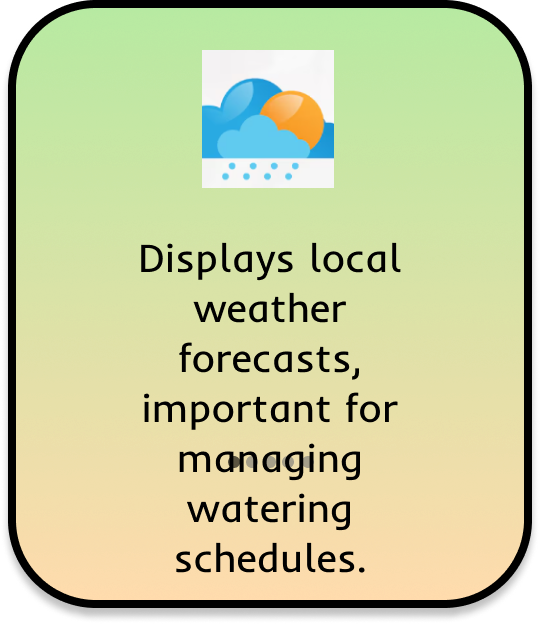 Displays local
weather
forecasts,
important for
managing
watering
schedules.